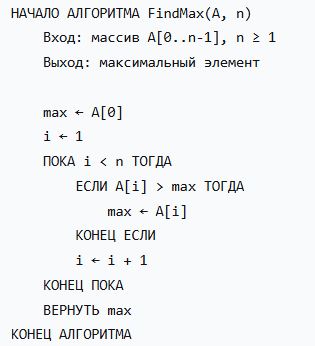 НАЧАЛО АЛГОРИТМА FindMax(A, n)
    Вход: массив A[0..n-1], n ≥ 1
    Выход: максимальный элемент

    max ← A[0]
    i ← 1
    ПОКА i < n ТОГДА
        ЕСЛИ A[i] > max ТОГДА
            max ← A[i]
        КОНЕЦ ЕСЛИ
        i ← i + 1
    КОНЕЦ ПОКА
    ВЕРНУТЬ max
КОНЕЦ АЛГОРИТМА